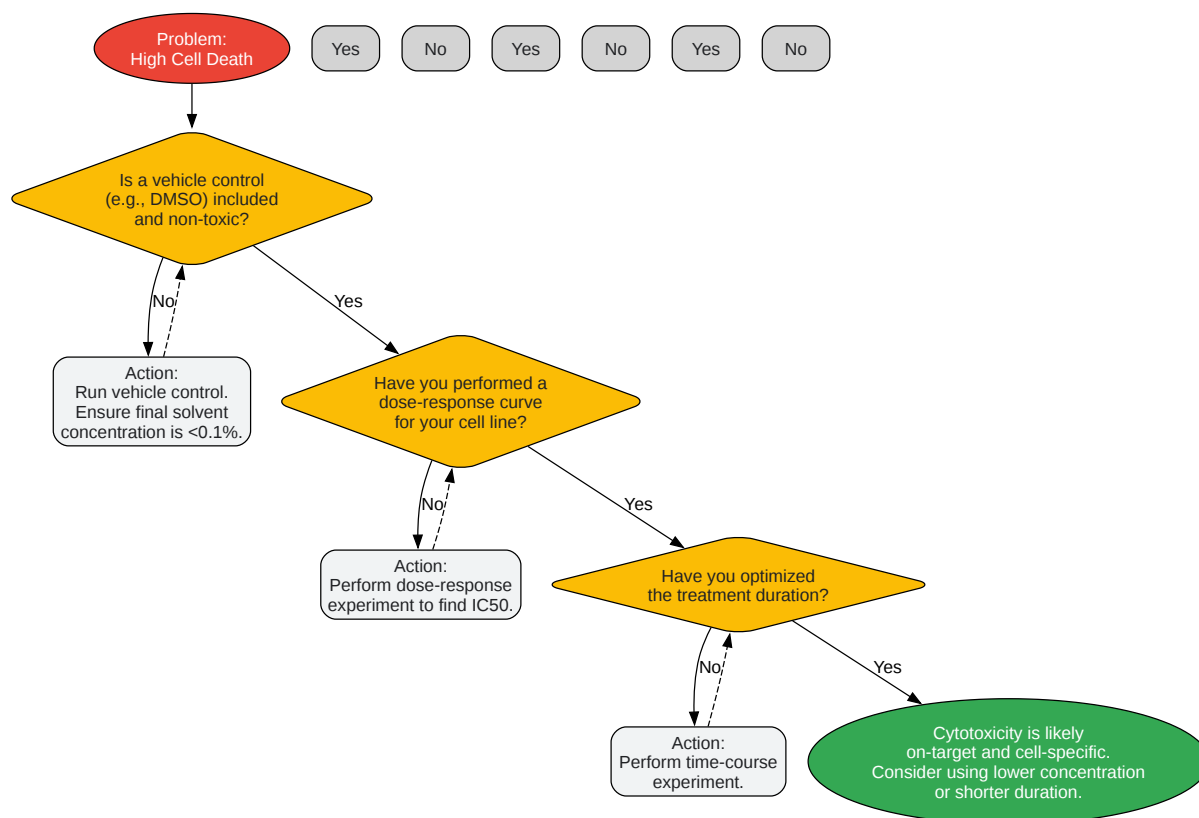 Problem:
High Cell Death
Yes
No
Yes
No
Yes
No
Is a vehicle control
(e.g., DMSO) included
and non-toxic?
No
Yes
Action:
Run vehicle control.
Ensure final solvent
concentration is <0.1%.
Have you performed a
dose-response curve
for your cell line?
No
Yes
Action:
Perform dose-response
experiment to find IC50.
Have you optimized
the treatment duration?
No
Yes
Action:
Perform time-course
experiment.
Cytotoxicity is likely
on-target and cell-specific.
Consider using lower concentration
or shorter duration.